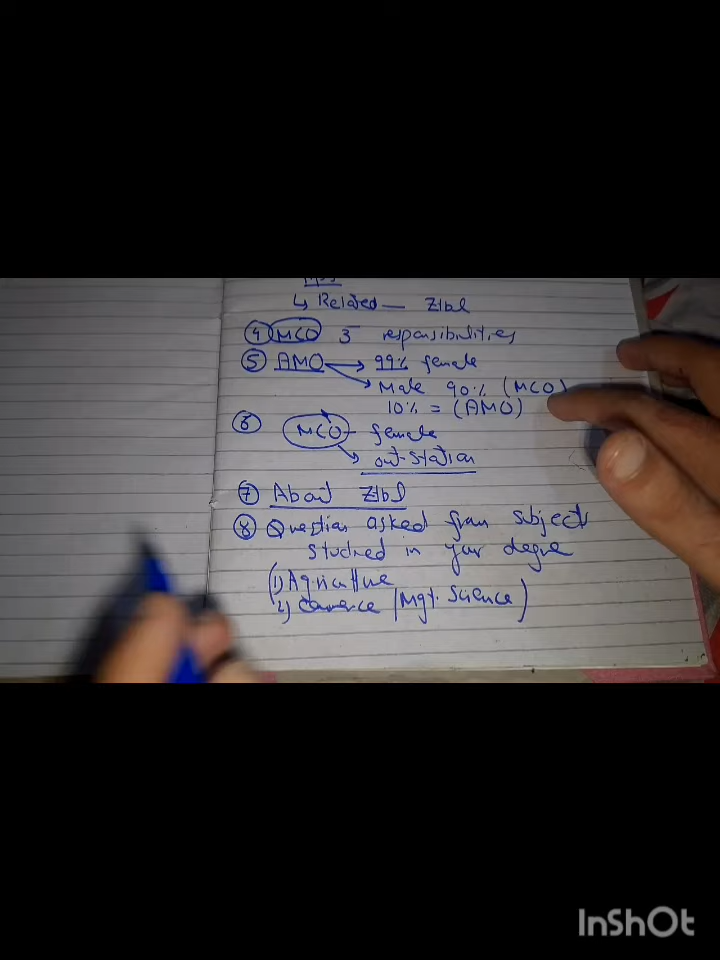 ↳ Related — ZTBL
④ MCO 3 responsibilities
⑤ AMO → 99% female
→ Male 90% (MCO)
10% = (AMO)
⑥ MCO - female
→ out-station
⑦ About ZTBL
⑧ Question asked from subjects
studied in your degree
(1) Agriculture
2) Commerce / Mgt. Science)
InShOt